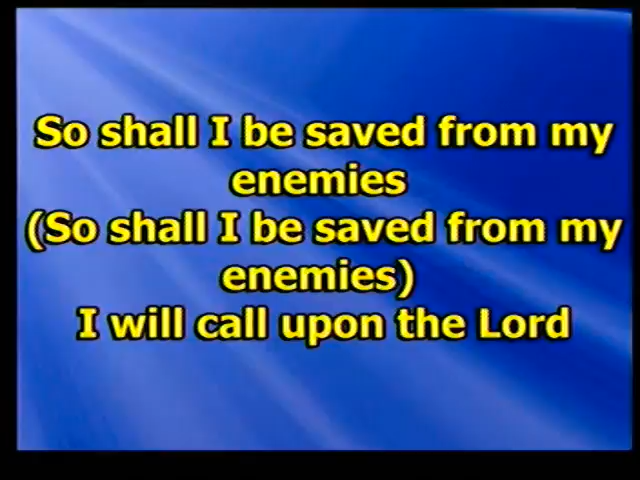 So shall I be saved from my
enemies
(So shall I be saved from my
enemies)
I will call upon the Lord